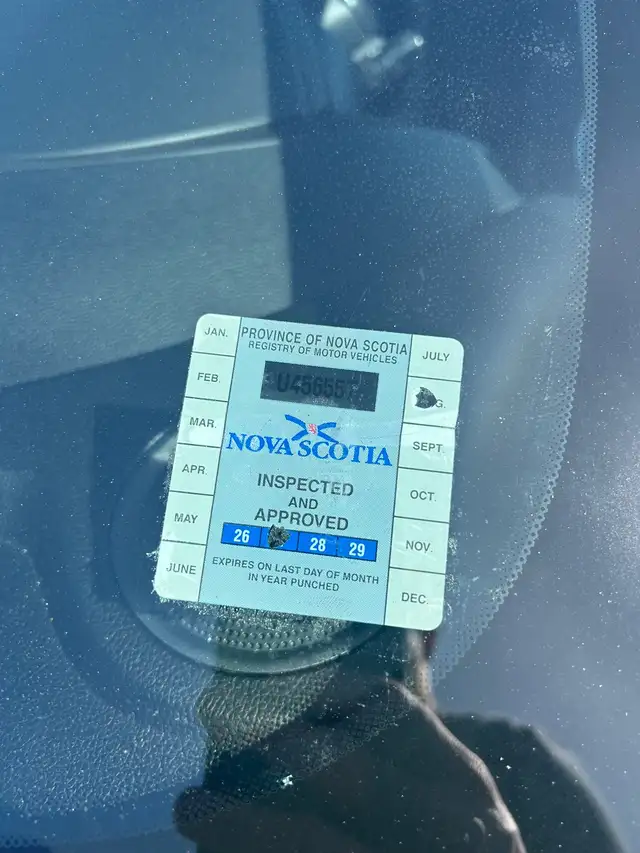 PROVINCE OF NOVA SCOTIA
REGISTRY OF MOTOR VEHICLES
JAN.
FEB.
MAR.
APR.
MAY
JUNE
NOVA SCOTIA
INSPECTED
AND
APPROVED
26 28 29
EXPIRES ON LAST DAY OF MONTH
IN YEAR PUNCHED
JULY
SEPT.
OCT.
NOV.
DEC.